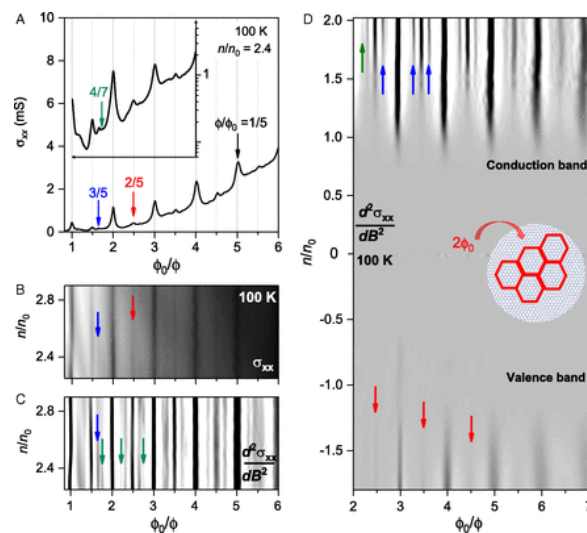 A
10
8
6
4
2
0
σxx (mS)
100 K
n/n0 = 2.4
1
4/7
ϕ/ϕ0 = 1/5
3/5
2/5
1 2 3 4 5 6
ϕ0/ϕ
B
2.8
2.4
n/n0
100 K
σxx
C
2.8
2.4
n/n0
d²σxx
dB²
1 2 3 4 5 6
ϕ0/ϕ
D
2.0
1.5
1.0
0.5
0
-0.5
-1.0
-1.5
n/n0
Conduction band
d²σxx
dB²
100 K
2ϕ0
Valence band
2 3 4 5 6 7
ϕ0/ϕ